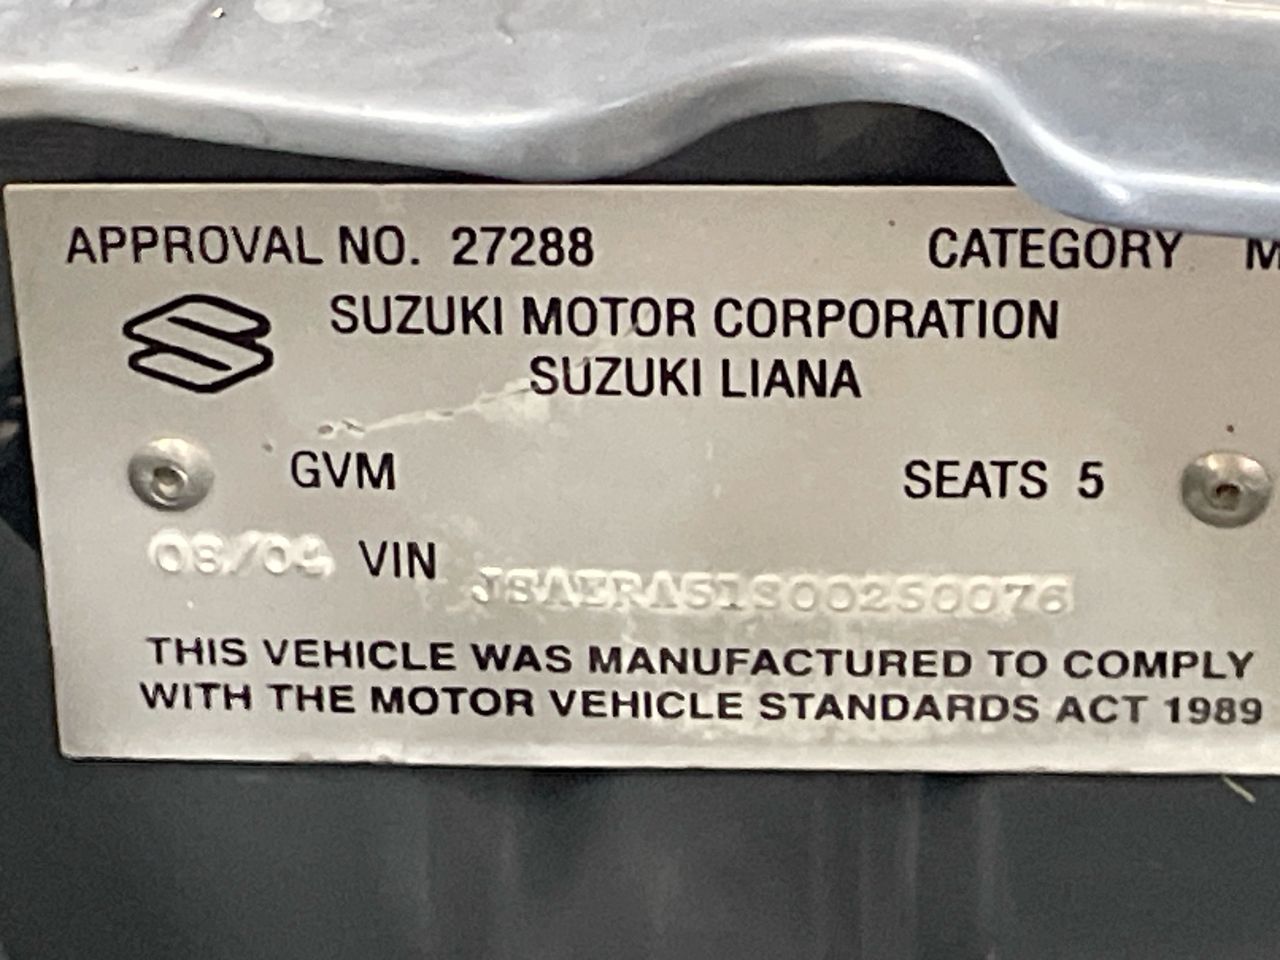 APPROVAL NO. 27288 CATEGORY M
SUZUKI MOTOR CORPORATION
SUZUKI LIANA
GVM SEATS 5
VIN
THIS VEHICLE WAS MANUFACTURED TO COMPLY
WITH THE MOTOR VEHICLE STANDARDS ACT 1989